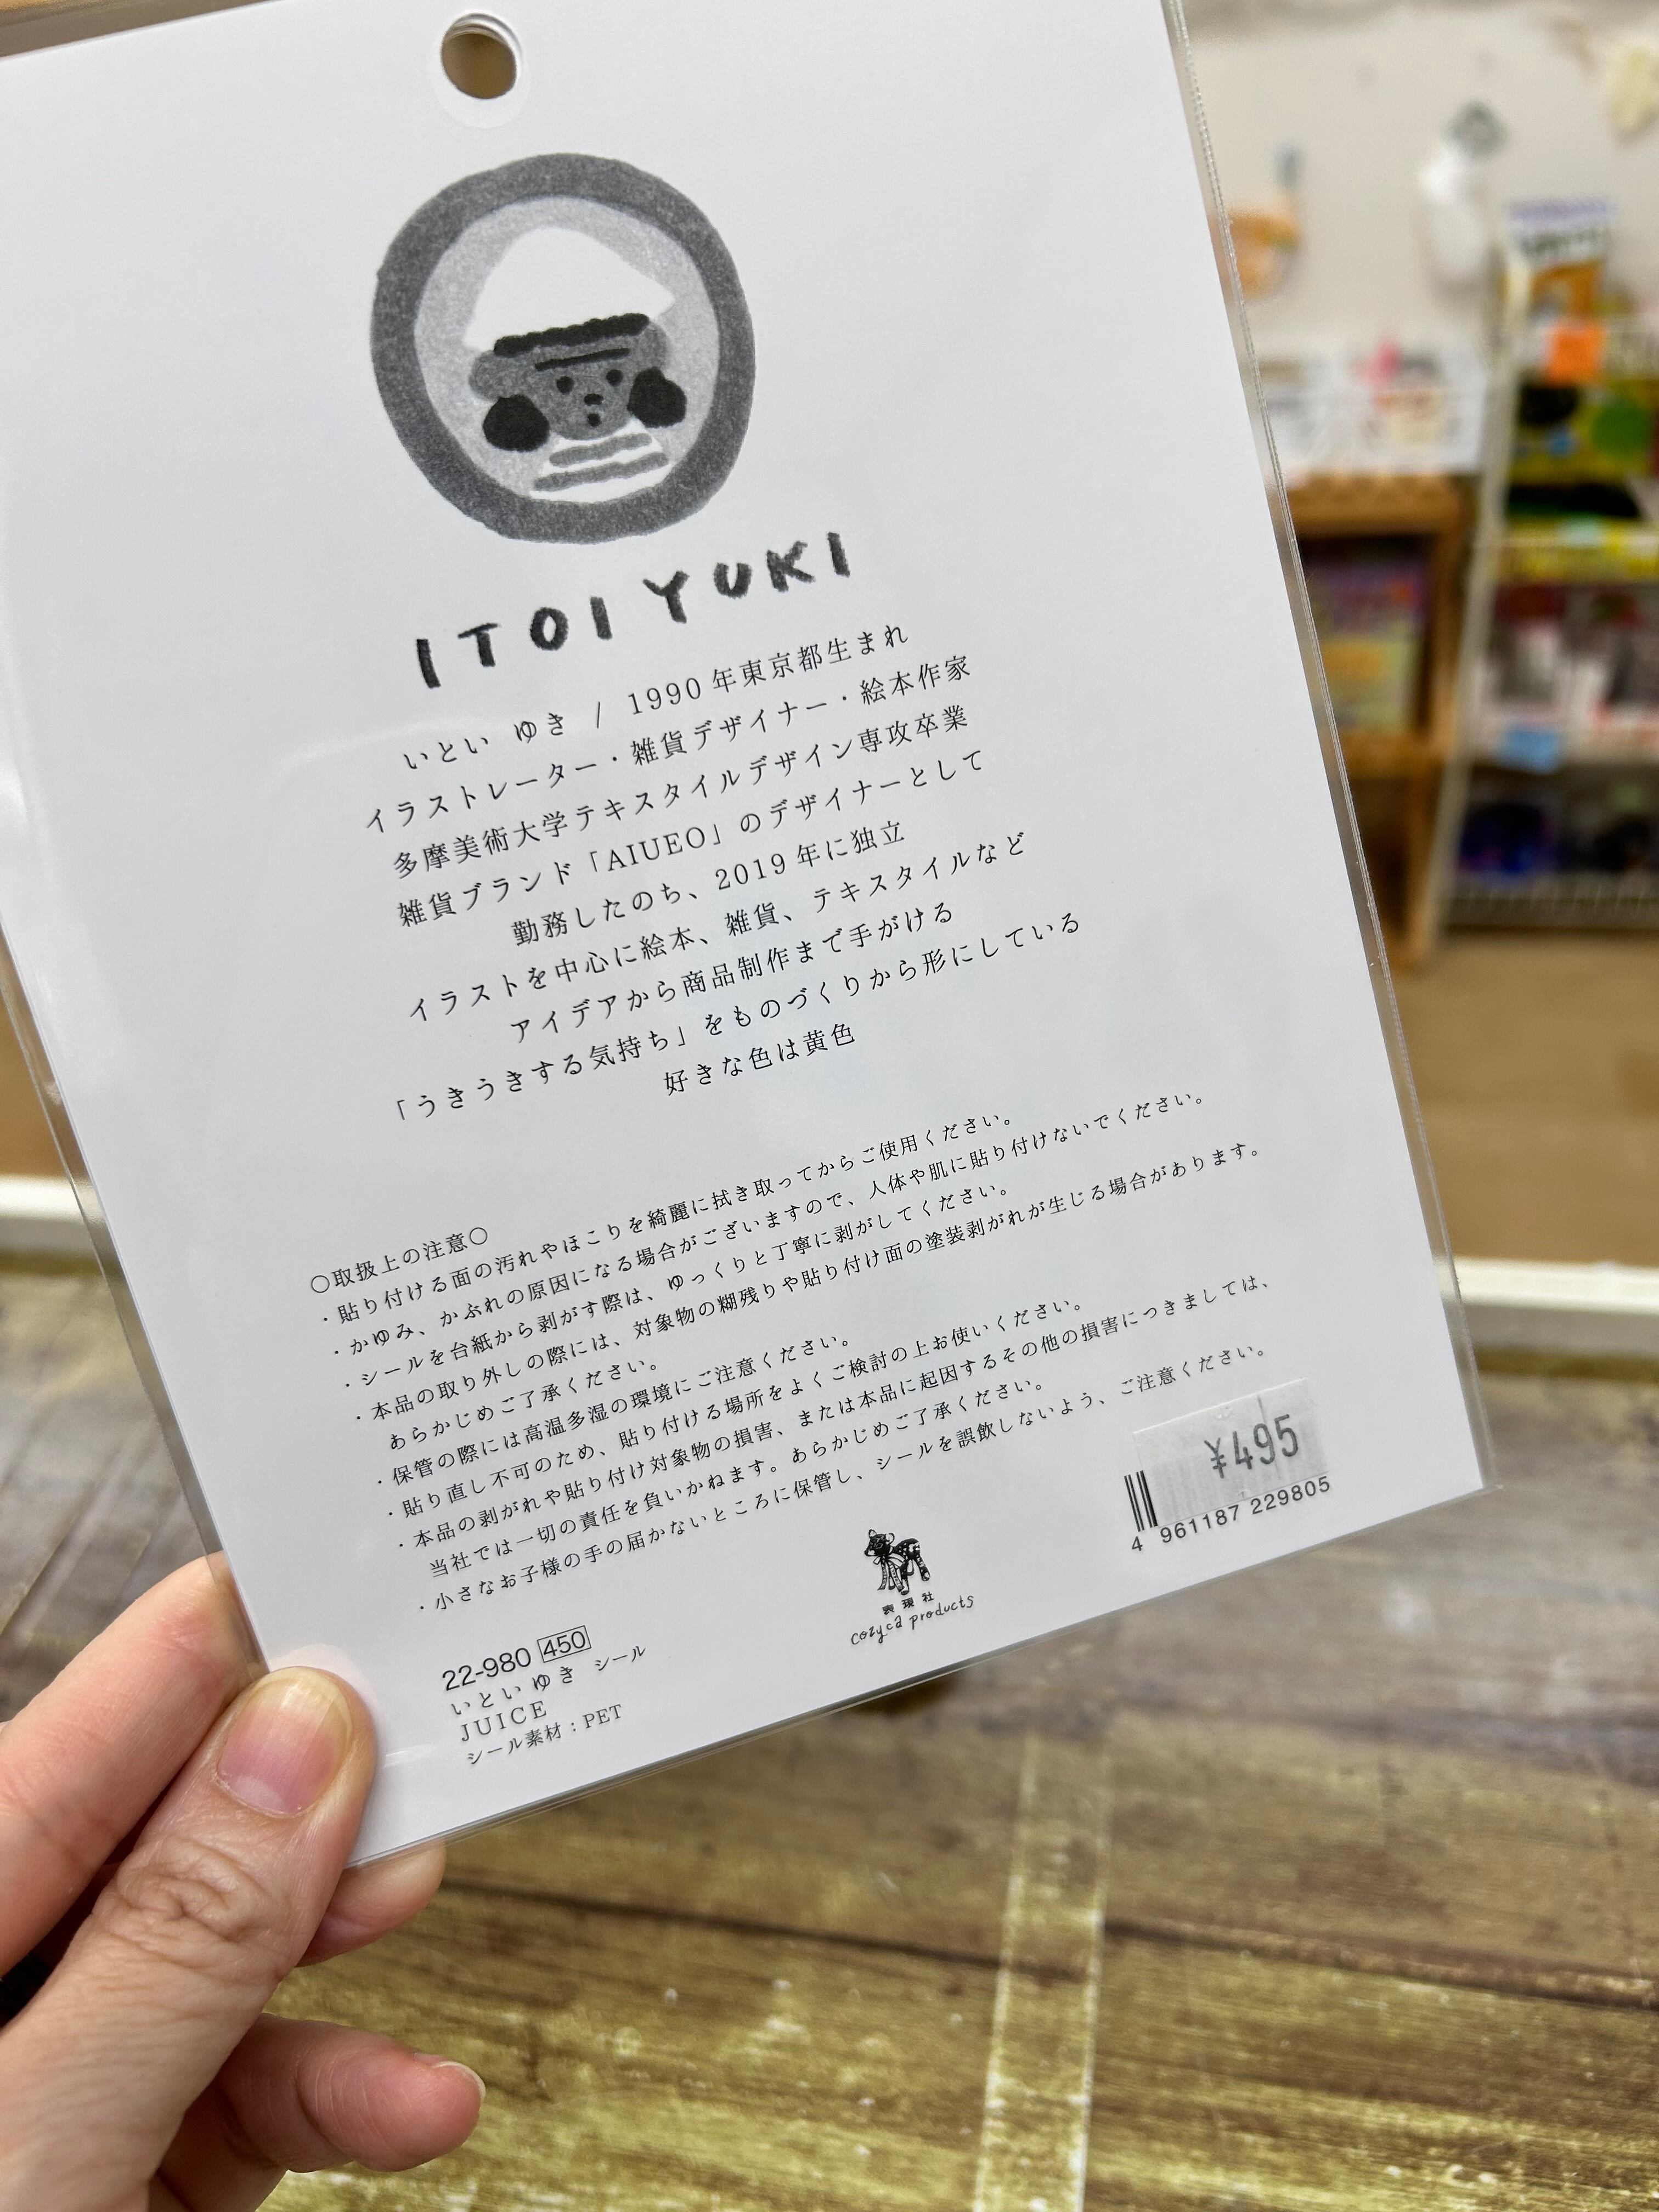 ITOI YUKI
いとい ゆき / 1990年東京都生まれ
イラストレーター・雑貨デザイナー・絵本作家
多摩美術大学テキスタイルデザイン専攻卒業
雑貨ブランド「AIUEO」のデザイナーとして
勤務したのち、2019年に独立
イラストを中心に絵本、雑貨、テキスタイルなど
アイデアから商品制作まで手がける
「うきうきする気持ち」をものづくりから形にしている
好きな色は黄色
○取扱上の注意○
・貼り付ける面の汚れやほこりを綺麗に拭き取ってからご使用ください。
・かゆみ、かぶれの原因になる場合がございますので、人体や肌に貼り付けないでください。
・シールを台紙から剥がす際は、ゆっくりと丁寧に剥がしてください。
・本品の取り外しの際には、対象物の糊残りや貼り付け面の塗装剥がれが生じる場合があります。
あらかじめご了承ください。
・保管の際には高温多湿の環境にご注意ください。
・貼り直し不可のため、貼り付ける場所をよくご検討の上お使いください。
・本品の剥がれや貼り付け対象物の損害、または本品に起因するその他の損害につきましては、
当社では一切の責任を負いかねます。あらかじめご了承ください。
・小さなお子様の手の届かないところに保管し、シールを誤飲しないよう、ご注意ください。
22-980 450
いとい ゆき シール
JUICE
シール素材：PET
表現社
cozyca products
¥495
4 961187 229805